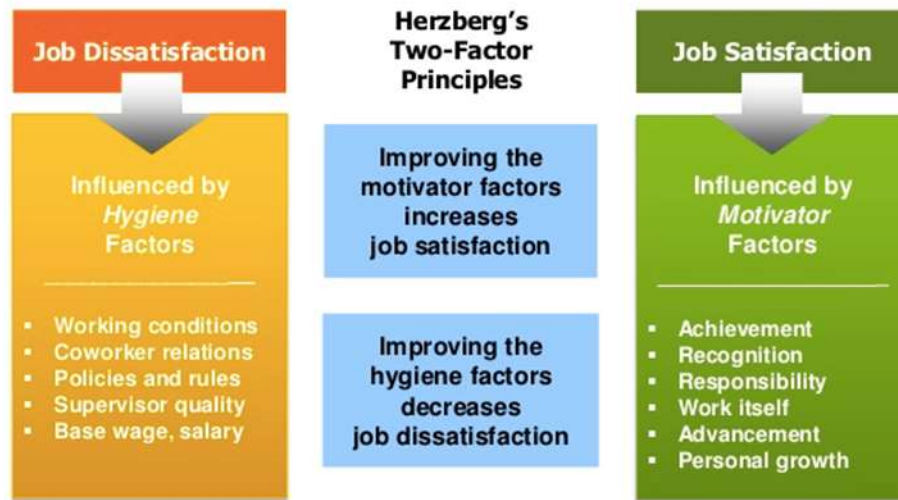 Job Dissatisfaction
Influenced by
Hygiene
Factors
▪ Working conditions
▪ Coworker relations
▪ Policies and rules
▪ Supervisor quality
▪ Base wage, salary
Herzberg's
Two-Factor
Principles
Improving the
motivator factors
increases
job satisfaction
Improving the
hygiene factors
decreases
job dissatisfaction
Job Satisfaction
Influenced by
Motivator
Factors
▪ Achievement
▪ Recognition
▪ Responsibility
▪ Work itself
▪ Advancement
▪ Personal growth